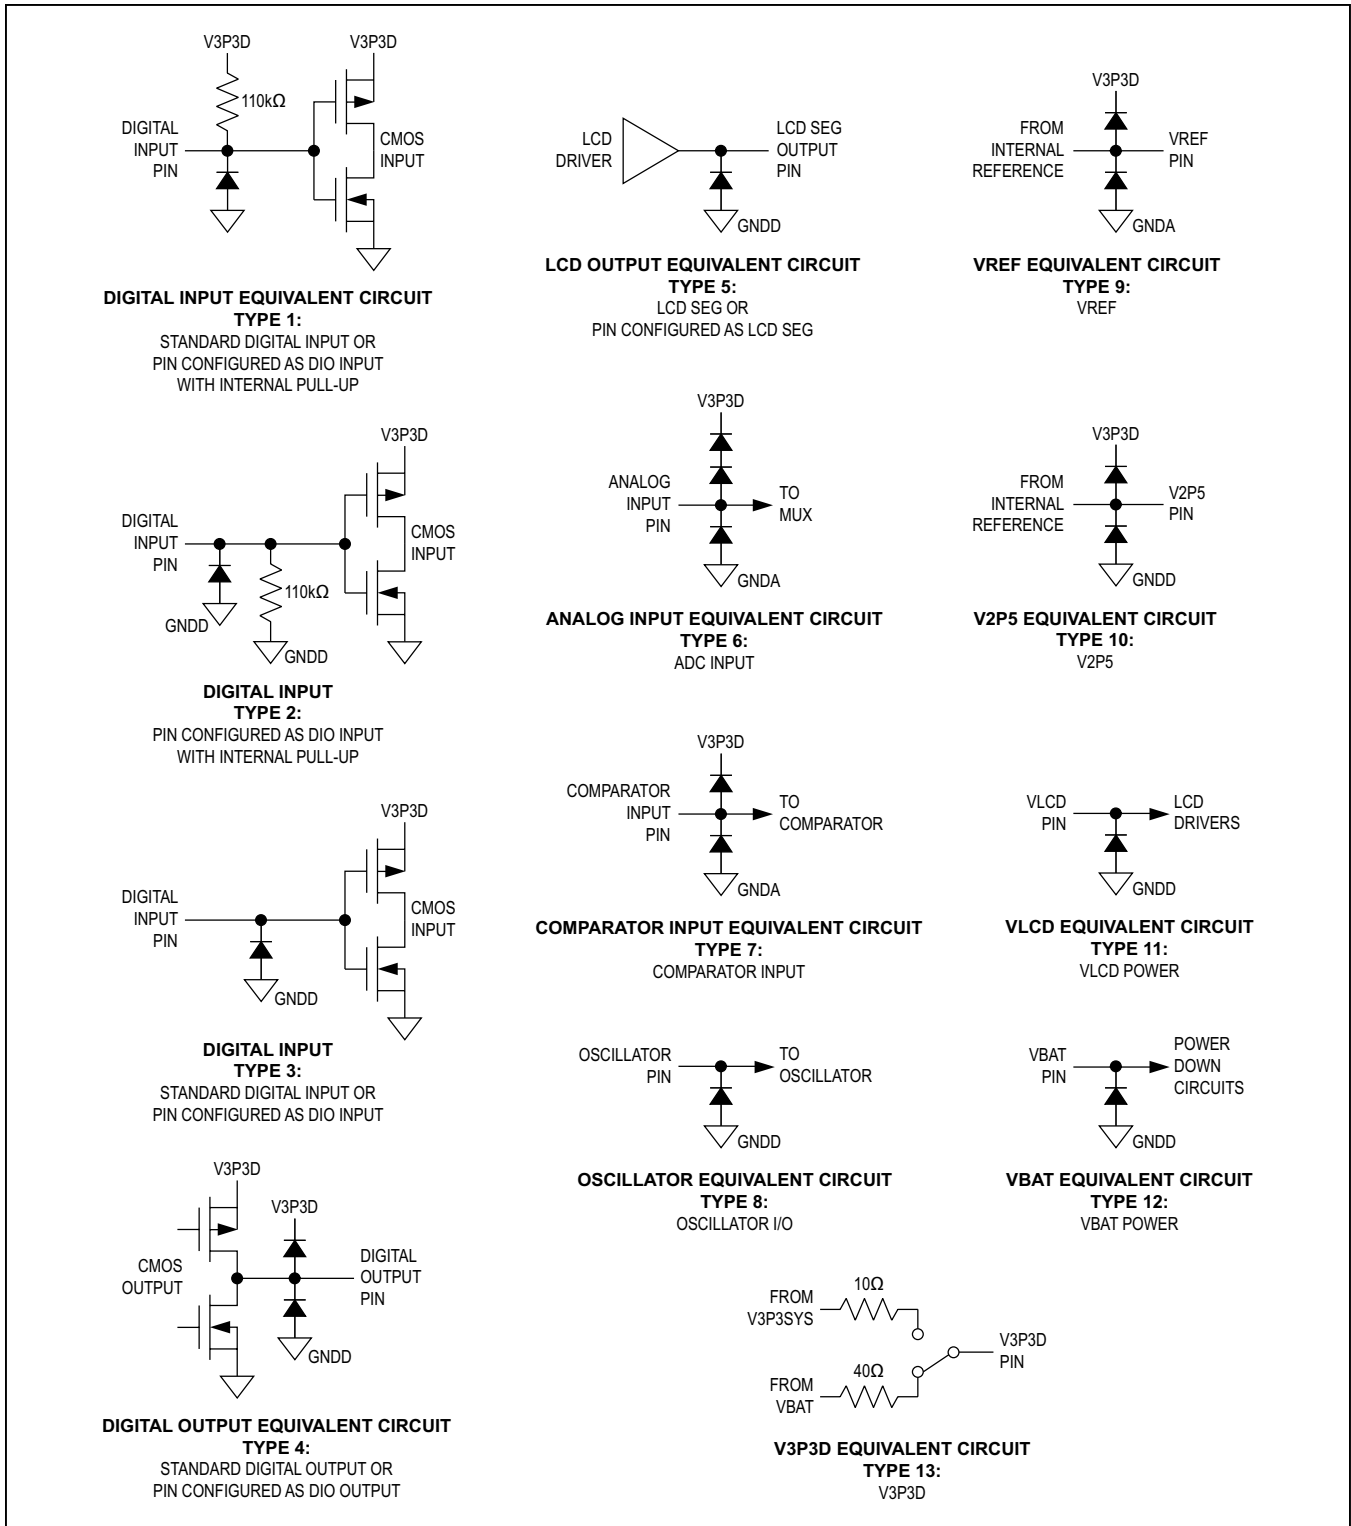 V3P3D
V3P3D
110kΩ
DIGITAL
INPUT
PIN
CMOS
INPUT
DIGITAL INPUT EQUIVALENT CIRCUIT
TYPE 1:
STANDARD DIGITAL INPUT OR
PIN CONFIGURED AS DIO INPUT
WITH INTERNAL PULL-UP
V3P3D
DIGITAL
INPUT
PIN
CMOS
INPUT
110kΩ
GNDD
GNDD
DIGITAL INPUT
TYPE 2:
PIN CONFIGURED AS DIO INPUT
WITH INTERNAL PULL-UP
V3P3D
DIGITAL
INPUT
PIN
CMOS
INPUT
GNDD
DIGITAL INPUT
TYPE 3:
STANDARD DIGITAL INPUT OR
PIN CONFIGURED AS DIO INPUT
V3P3D
V3P3D
CMOS
OUTPUT
DIGITAL
OUTPUT
PIN
GNDD
DIGITAL OUTPUT EQUIVALENT CIRCUIT
TYPE 4:
STANDARD DIGITAL OUTPUT OR
PIN CONFIGURED AS DIO OUTPUT
LCD
DRIVER
LCD SEG
OUTPUT
PIN
GNDD
LCD OUTPUT EQUIVALENT CIRCUIT
TYPE 5:
LCD SEG OR
PIN CONFIGURED AS LCD SEG
V3P3D
ANALOG
INPUT
PIN
TO
MUX
GNDA
ANALOG INPUT EQUIVALENT CIRCUIT
TYPE 6:
ADC INPUT
V3P3D
COMPARATOR
INPUT
PIN
TO
COMPARATOR
GNDA
COMPARATOR INPUT EQUIVALENT CIRCUIT
TYPE 7:
COMPARATOR INPUT
OSCILLATOR
PIN
TO
OSCILLATOR
GNDD
OSCILLATOR EQUIVALENT CIRCUIT
TYPE 8:
OSCILLATOR I/O
V3P3D
FROM
INTERNAL
REFERENCE
VREF
PIN
GNDA
VREF EQUIVALENT CIRCUIT
TYPE 9:
VREF
V3P3D
FROM
INTERNAL
REFERENCE
V2P5
PIN
GNDD
V2P5 EQUIVALENT CIRCUIT
TYPE 10:
V2P5
VLCD
PIN
LCD
DRIVERS
GNDD
VLCD EQUIVALENT CIRCUIT
TYPE 11:
VLCD POWER
VBAT
PIN
POWER
DOWN
CIRCUITS
GNDD
VBAT EQUIVALENT CIRCUIT
TYPE 12:
VBAT POWER
10Ω
FROM
V3P3SYS
V3P3D
PIN
40Ω
FROM
VBAT
V3P3D EQUIVALENT CIRCUIT
TYPE 13:
V3P3D